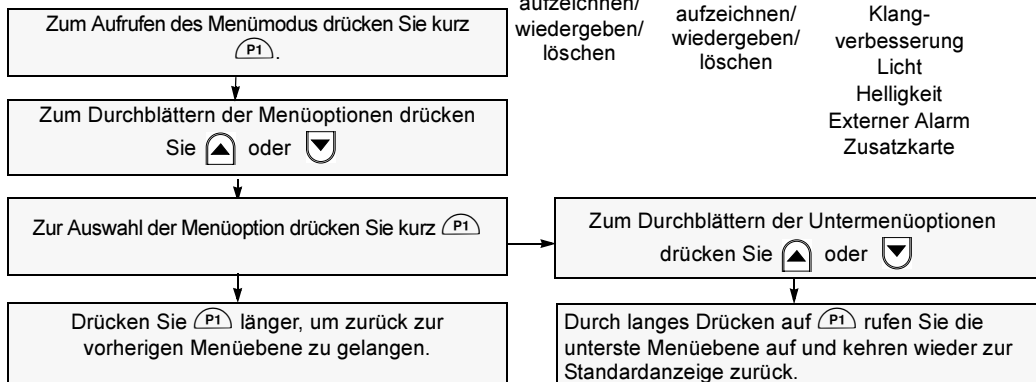 Zum Aufrufen des Menümodus drücken Sie kurz
P1.
Zum Durchblättern der Menüoptionen drücken
Sie oder
Zur Auswahl der Menüoption drücken Sie kurz P1
Drücken Sie P1 länger, um zurück zur
vorherigen Menüebene zu gelangen.
aufzeichnen/
wiedergeben/
löschen
aufzeichnen/
wiedergeben/
löschen
Klang-
verbesserung
Licht
Helligkeit
Externer Alarm
Zusatzkarte
Zum Durchblättern der Untermenüoptionen
drücken Sie oder
Durch langes Drücken auf P1 rufen Sie die
unterste Menüebene auf und kehren wieder zur
Standardanzeige zurück.